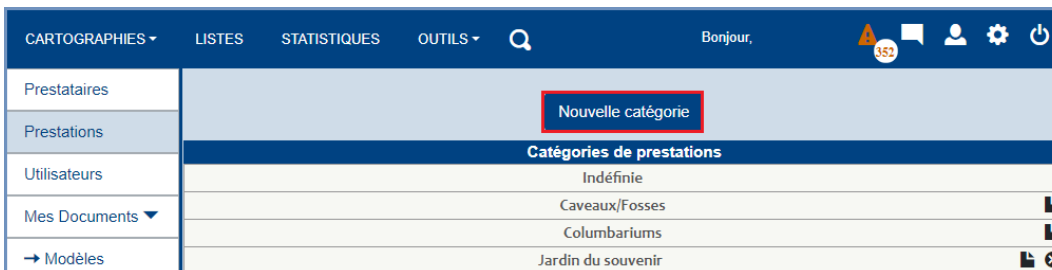 CARTOGRAPHIES LISTES STATISTIQUES OUTILS Bonjour, 352
Prestataires
Nouvelle catégorie
Prestations
Catégories de prestations
Utilisateurs
Indéfinie
Caveaux/Fosses
Mes Documents
Columbariums
→ Modèles
Jardin du souvenir